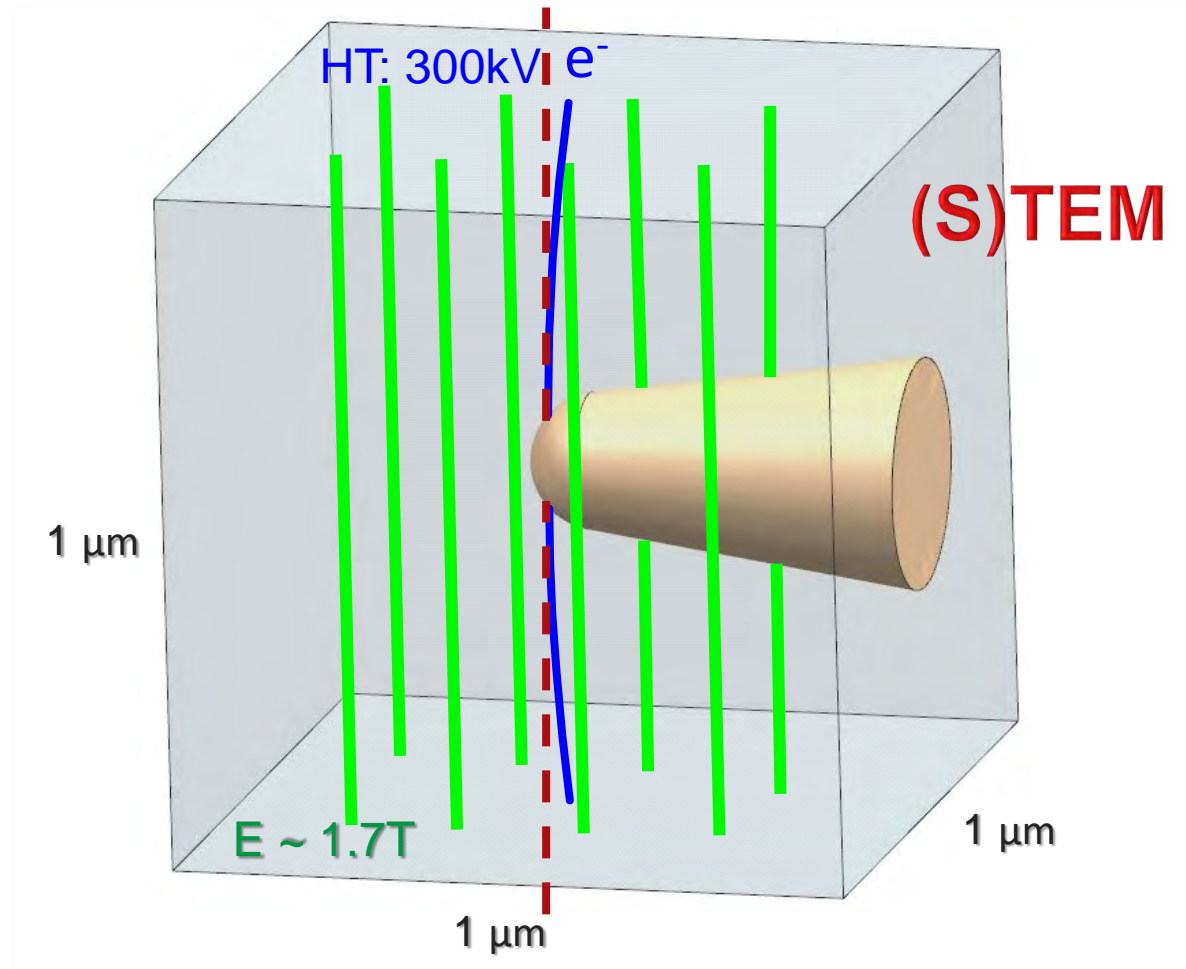 HT: 300kV e⁻
(S)TEM
1 μm
E ~ 1.7T
1 μm
1 μm